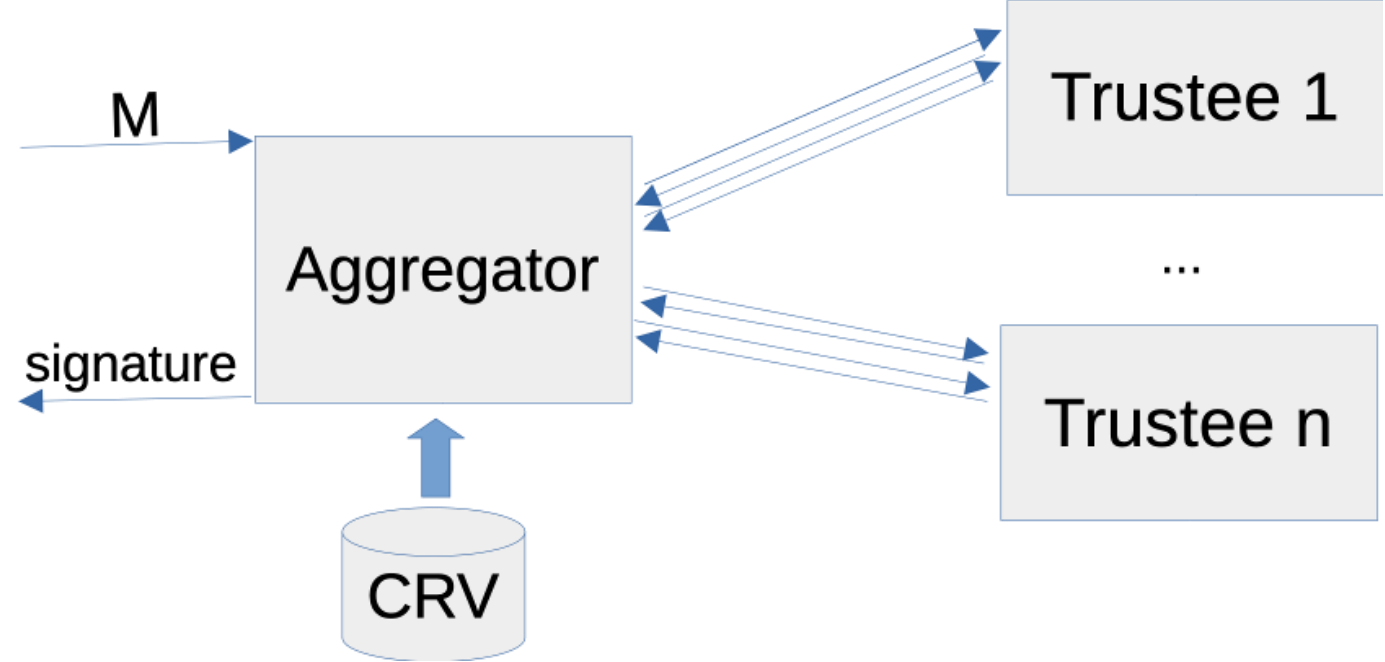 M
Trustee 1
Aggregator
...
signature
Trustee n
CRV